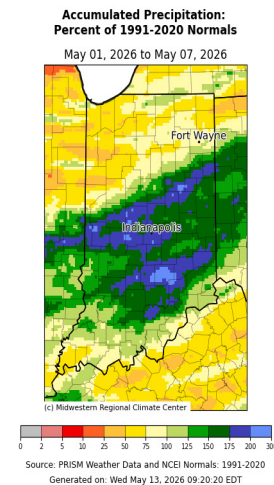 Accumulated Precipitation:
Percent of 1991-2020 Normals
May 01, 2026 to May 07, 2026
Fort Wayne
Indianapolis
(c) Midwestern Regional Climate Center
0 2 5 10 25 50 75 100 125 150 175 200 30
Source: PRISM Weather Data and NCEI Normals: 1991-2020
Generated on: Wed May 13, 2026 09:20:20 EDT